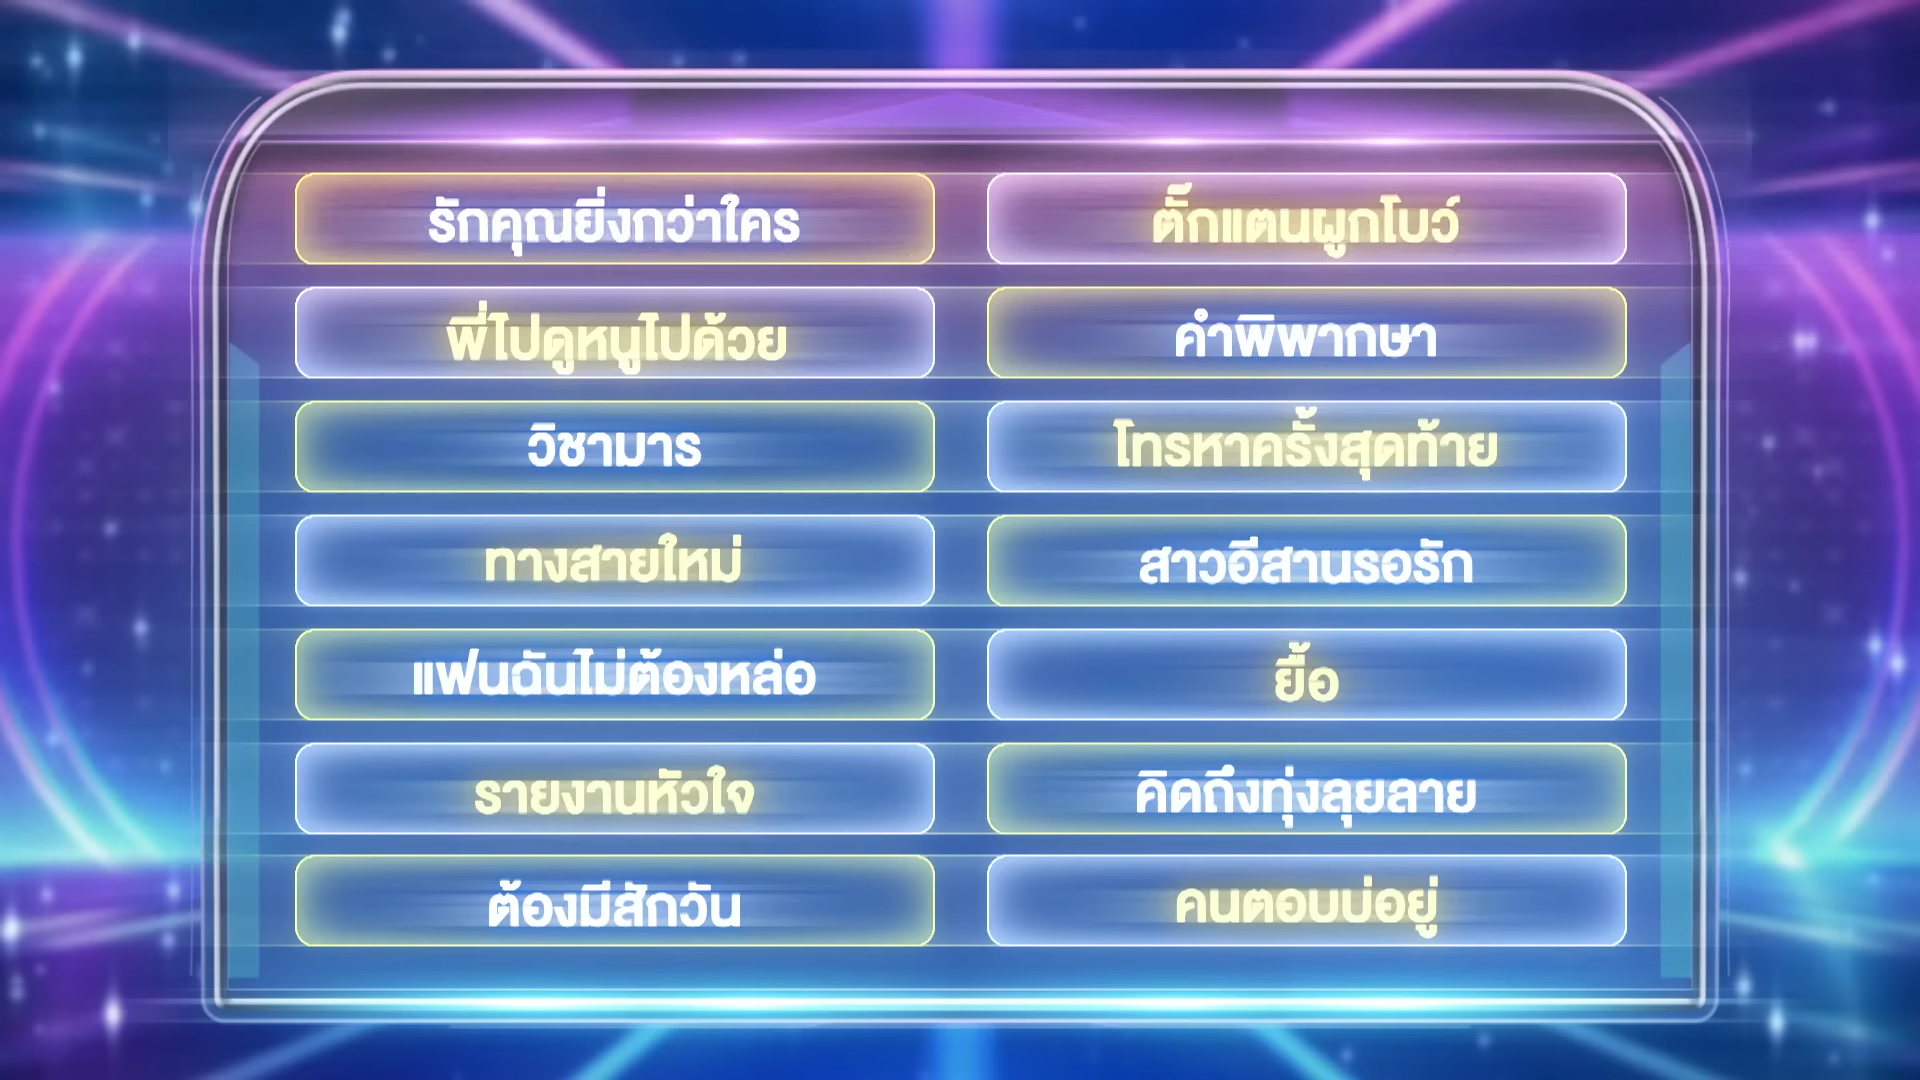 รักคุณยิ่งกว่าใคร
ตั๊กแตนผูกโบว์
พี่ไปดูหนูไปด้วย
คำพิพากษา
วิชามาร
โทรหาครั้งสุดท้าย
ทางสายใหม่
สาวอีสานรอรัก
แฟนฉันไม่ต้องหล่อ
ยื้อ
รายงานหัวใจ
คิดถึงทุ่งลุยลาย
ต้องมีสักวัน
คนตอบบ่อยู่